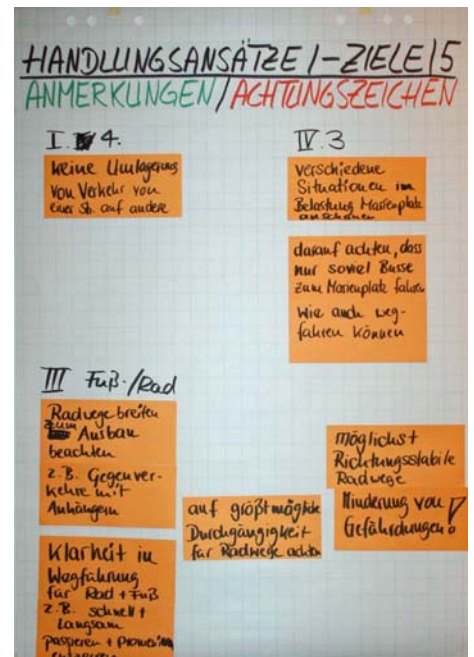 HANDLUNGSANSÄTZE /-ZIELE 15
ANMERKUNGEN / ACHTUNGSZEICHEN
I. 4.
keine Umlagerung
von Verkehr von
einer Str. auf andere
IV. 3
verschiedene
Situationen im
Belastung Marienplatz
anschauen
darauf achten, dass
nur soviel Busse
zum Marienplatz fahren
wie auch weg-
fahren können
III Fuß-/Rad
Radwege breiten
zum Ausbau
beachten
z.B. Gegenver-
kehre mit
Anhängern
Klarheit in
Wegführung
für Rad + Fuß
z.B. schnell +
langsam
passieren +
auf größtmögliche
Durchgängigkeit
für Radwege achten
möglichst
Richtungsstabile
Radwege
Minderung von
Gefährdungen!